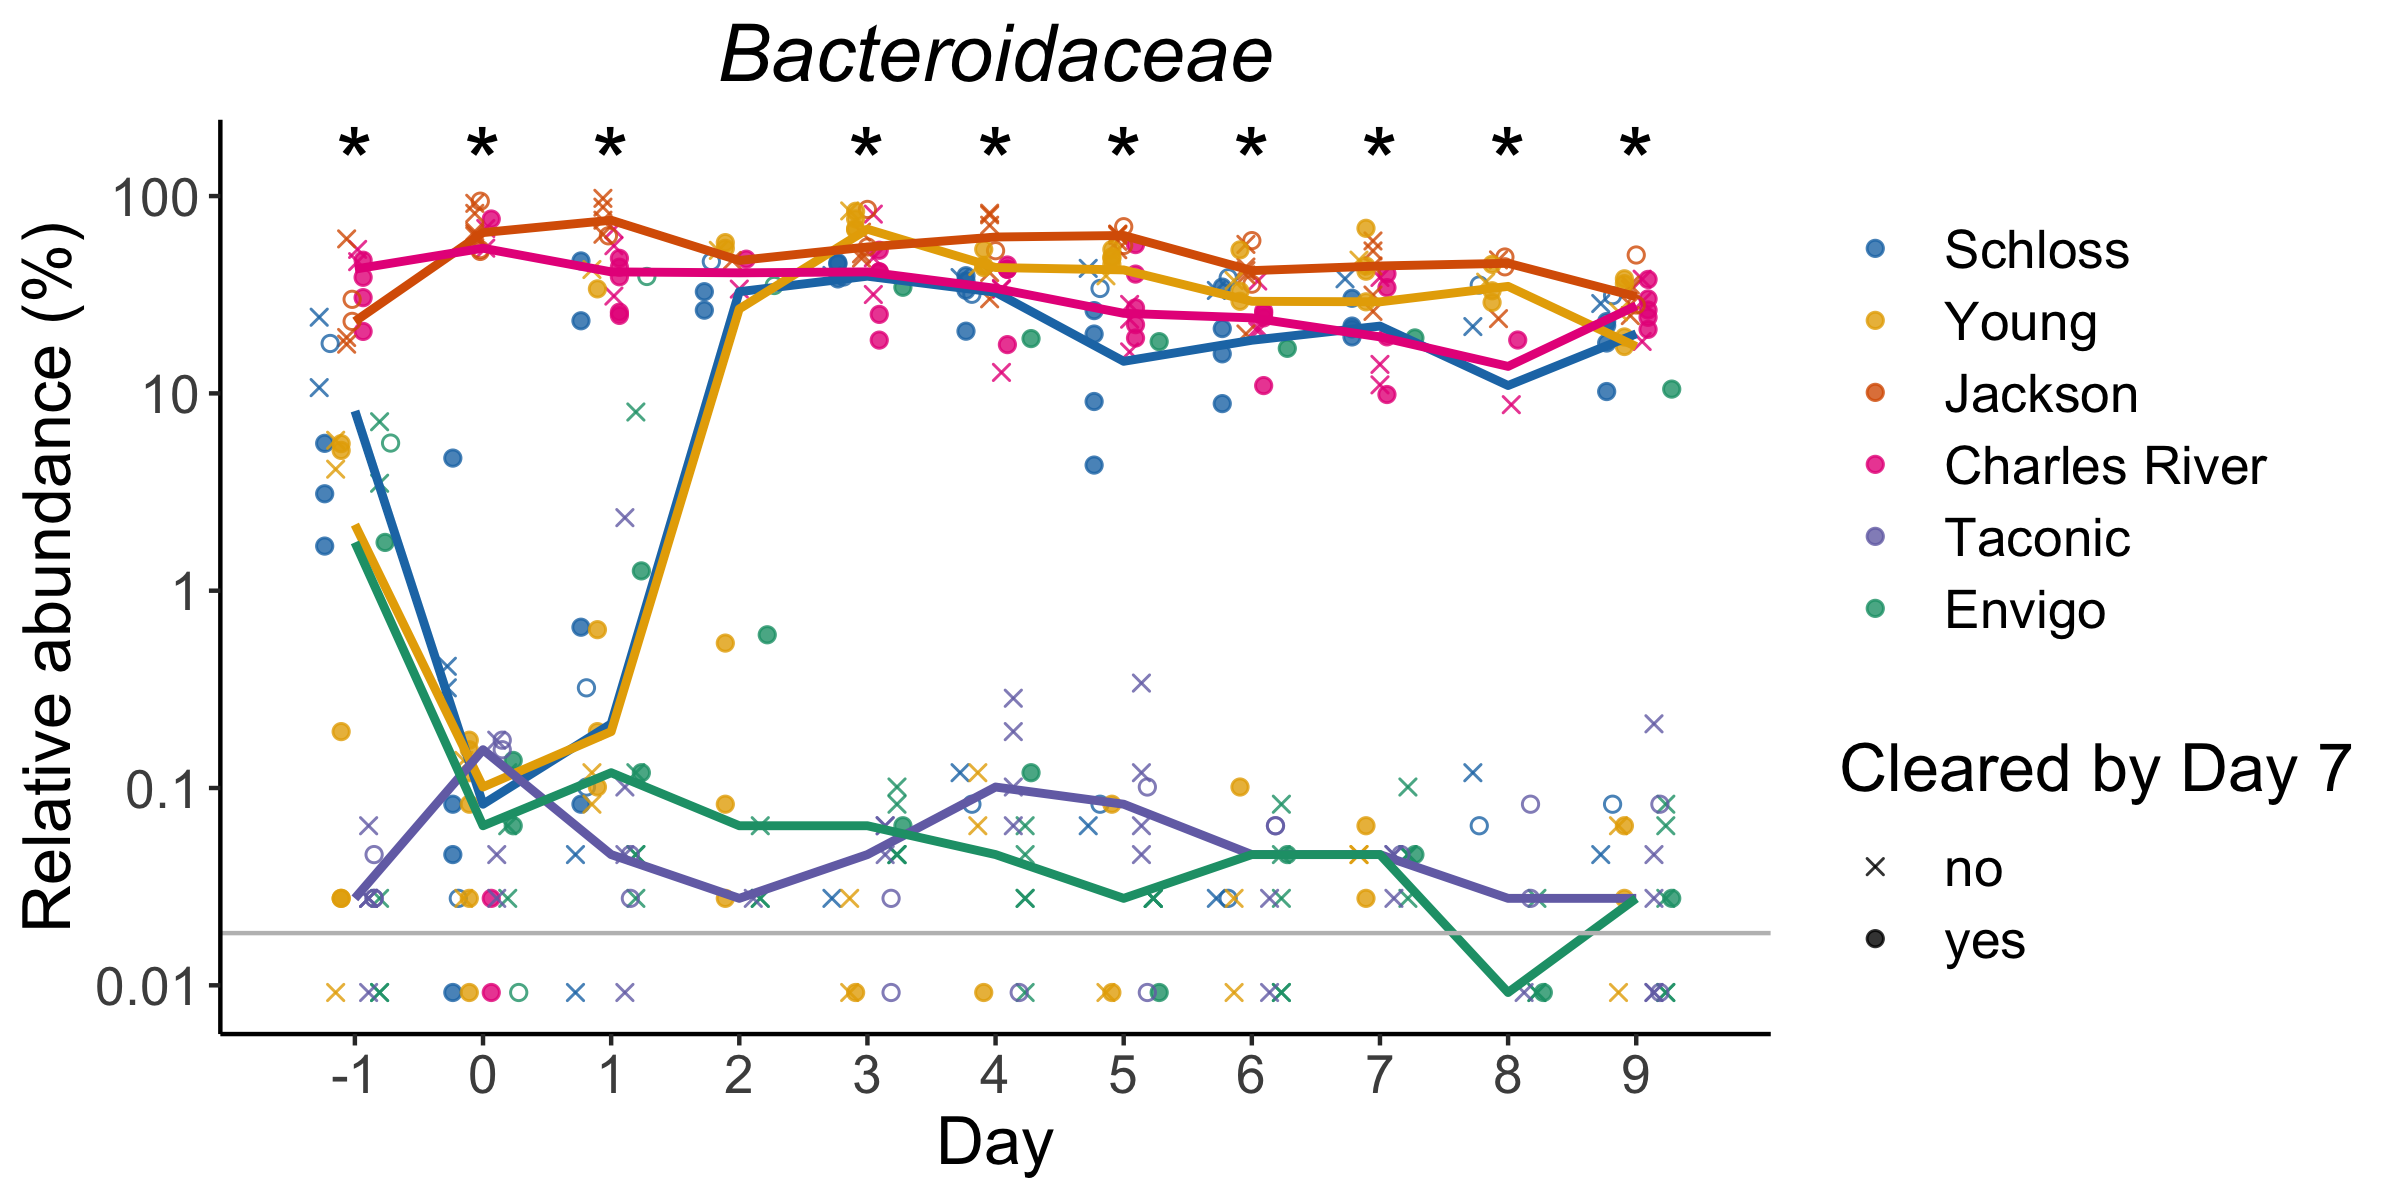 Bacteroidaceae
* * * * * * * * * *
Relative abundance (%)
100
10
1
0.1
0.01
-1 0 1 2 3 4 5 6 7 8 9
Day
Schloss
Young
Jackson
Charles River
Taconic
Envigo
Cleared by Day 7
no
yes